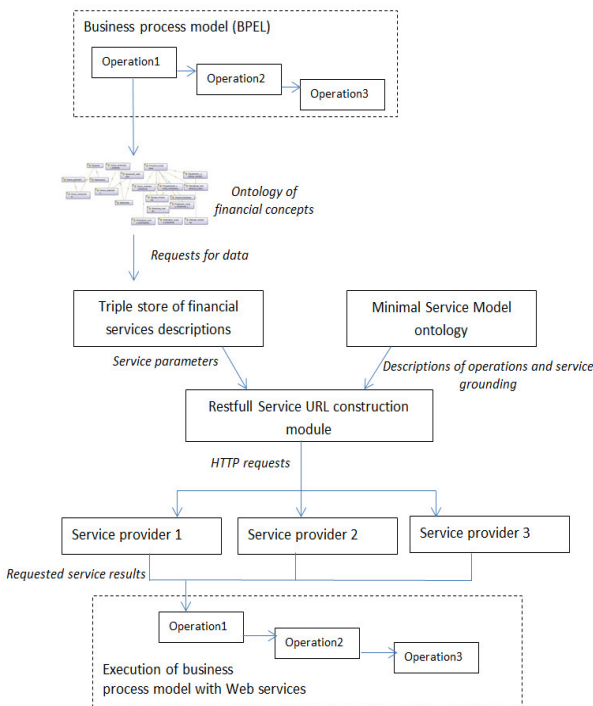 Business process model (BPEL)
Operation1
Operation2
Operation3
Ontology of
financial concepts
Requests for data
Triple store of financial
services descriptions
Minimal Service Model
ontology
Service parameters
Descriptions of operations and service
grounding
Restfull Service URL construction
module
HTTP requests
Service provider 1
Service provider 2
Service provider 3
Requested service results
Operation1
Operation2
Operation3
Execution of business
process model with Web services